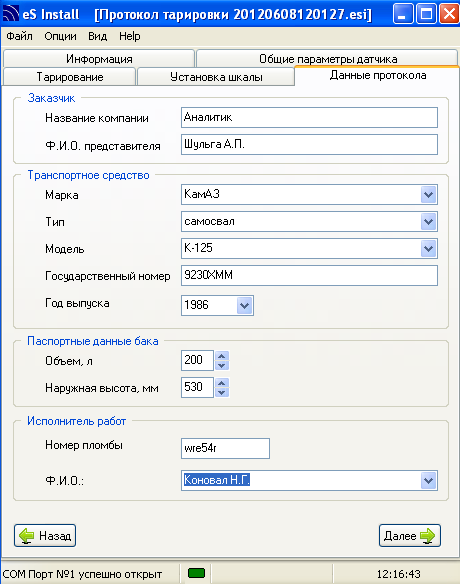 eS Install [Протокол тарировки 20120608120127.esi]
Файл Опции Вид Help
Информация Общие параметры датчика
Тарирование Установка шкалы Данные протокола
Заказчик
Название компании Аналитик
Ф.И.О. представителя Шульга А.П.
Транспортное средство
Марка КамАЗ
Тип самосвал
Модель К-125
Государственный номер 9230ХММ
Год выпуска 1986
Паспортные данные бака
Объем, л 200
Наружная высота, мм 530
Исполнитель работ
Номер пломбы wre54r
Ф.И.О.: Коновал Н.Г.
Назад Далее
COM Порт №1 успешно открыт 12:16:43